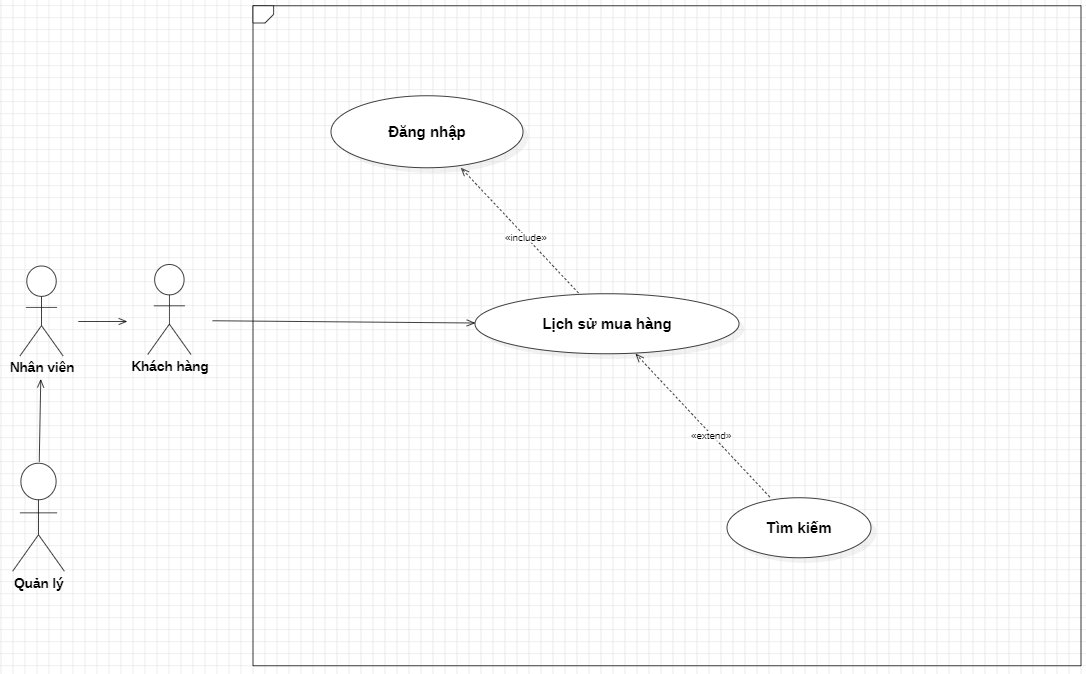 Đăng nhập
«include»
Lịch sử mua hàng
Nhân viên
Khách hàng
«extend»
Tìm kiếm
Quản lý